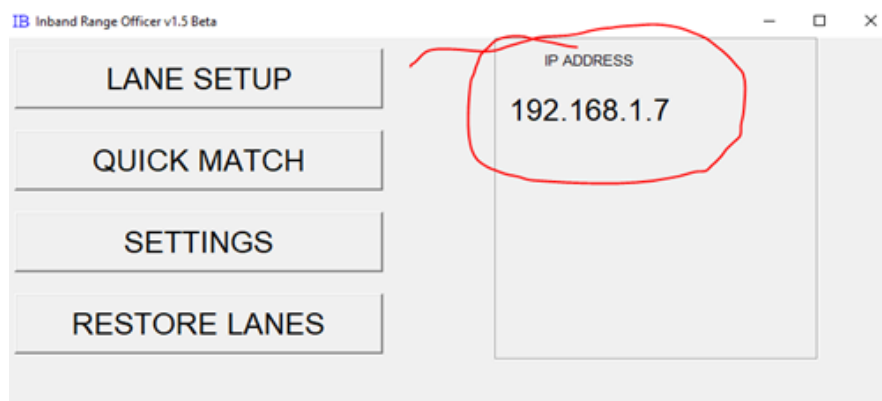 IB Inband Range Officer v1.5 Beta
LANE SETUP
QUICK MATCH
SETTINGS
RESTORE LANES
IP ADDRESS
192.168.1.7